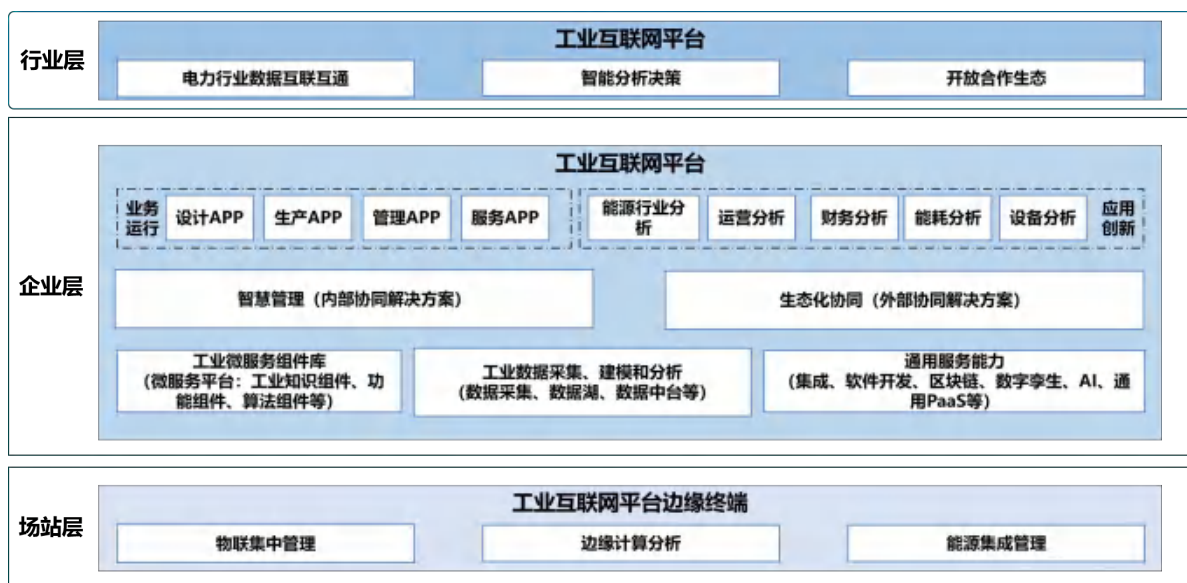 行业层
工业互联网平台
电力行业数据互联互通
智能分析决策
开放合作生态
企业层
工业互联网平台
业务
运行
设计APP
生产APP
管理APP
服务APP
能源行业分
析
运营分析
财务分析
能耗分析
设备分析
应用
创新
智慧管理（内部协同解决方案）
生态化协同（外部协同解决方案）
工业微服务组件库
（微服务平台：工业知识组件、功
能组件、算法组件等）
工业数据采集、建模和分析
（数据采集、数据湖、数据中台等）
通用服务能力
（集成、软件开发、区块链、数字孪生、AI、通
用PaaS等）
场站层
工业互联网平台边缘终端
物联集中管理
边缘计算分析
能源集成管理